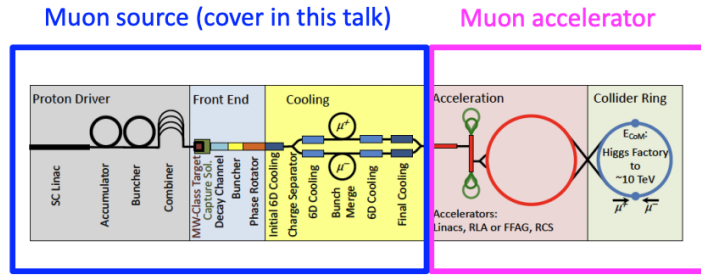 Muon source (cover in this talk)
Muon accelerator
Proton Driver
Front End
Cooling
Acceleration
Collider Ring
SC Linac
Accumulator
Buncher
Combiner
MW-Class Target
Capture Sol.
Decay Channel
Buncher
Phase Rotator
Initial 6D Cooling
Charge Separator
6D Cooling
Bunch
Merge
6D Cooling
Final Cooling
μ+
μ−
Accelerators:
Linacs, RLA or FFAG, RCS
ECoM:
Higgs Factory
to
~10 TeV
μ+ μ−